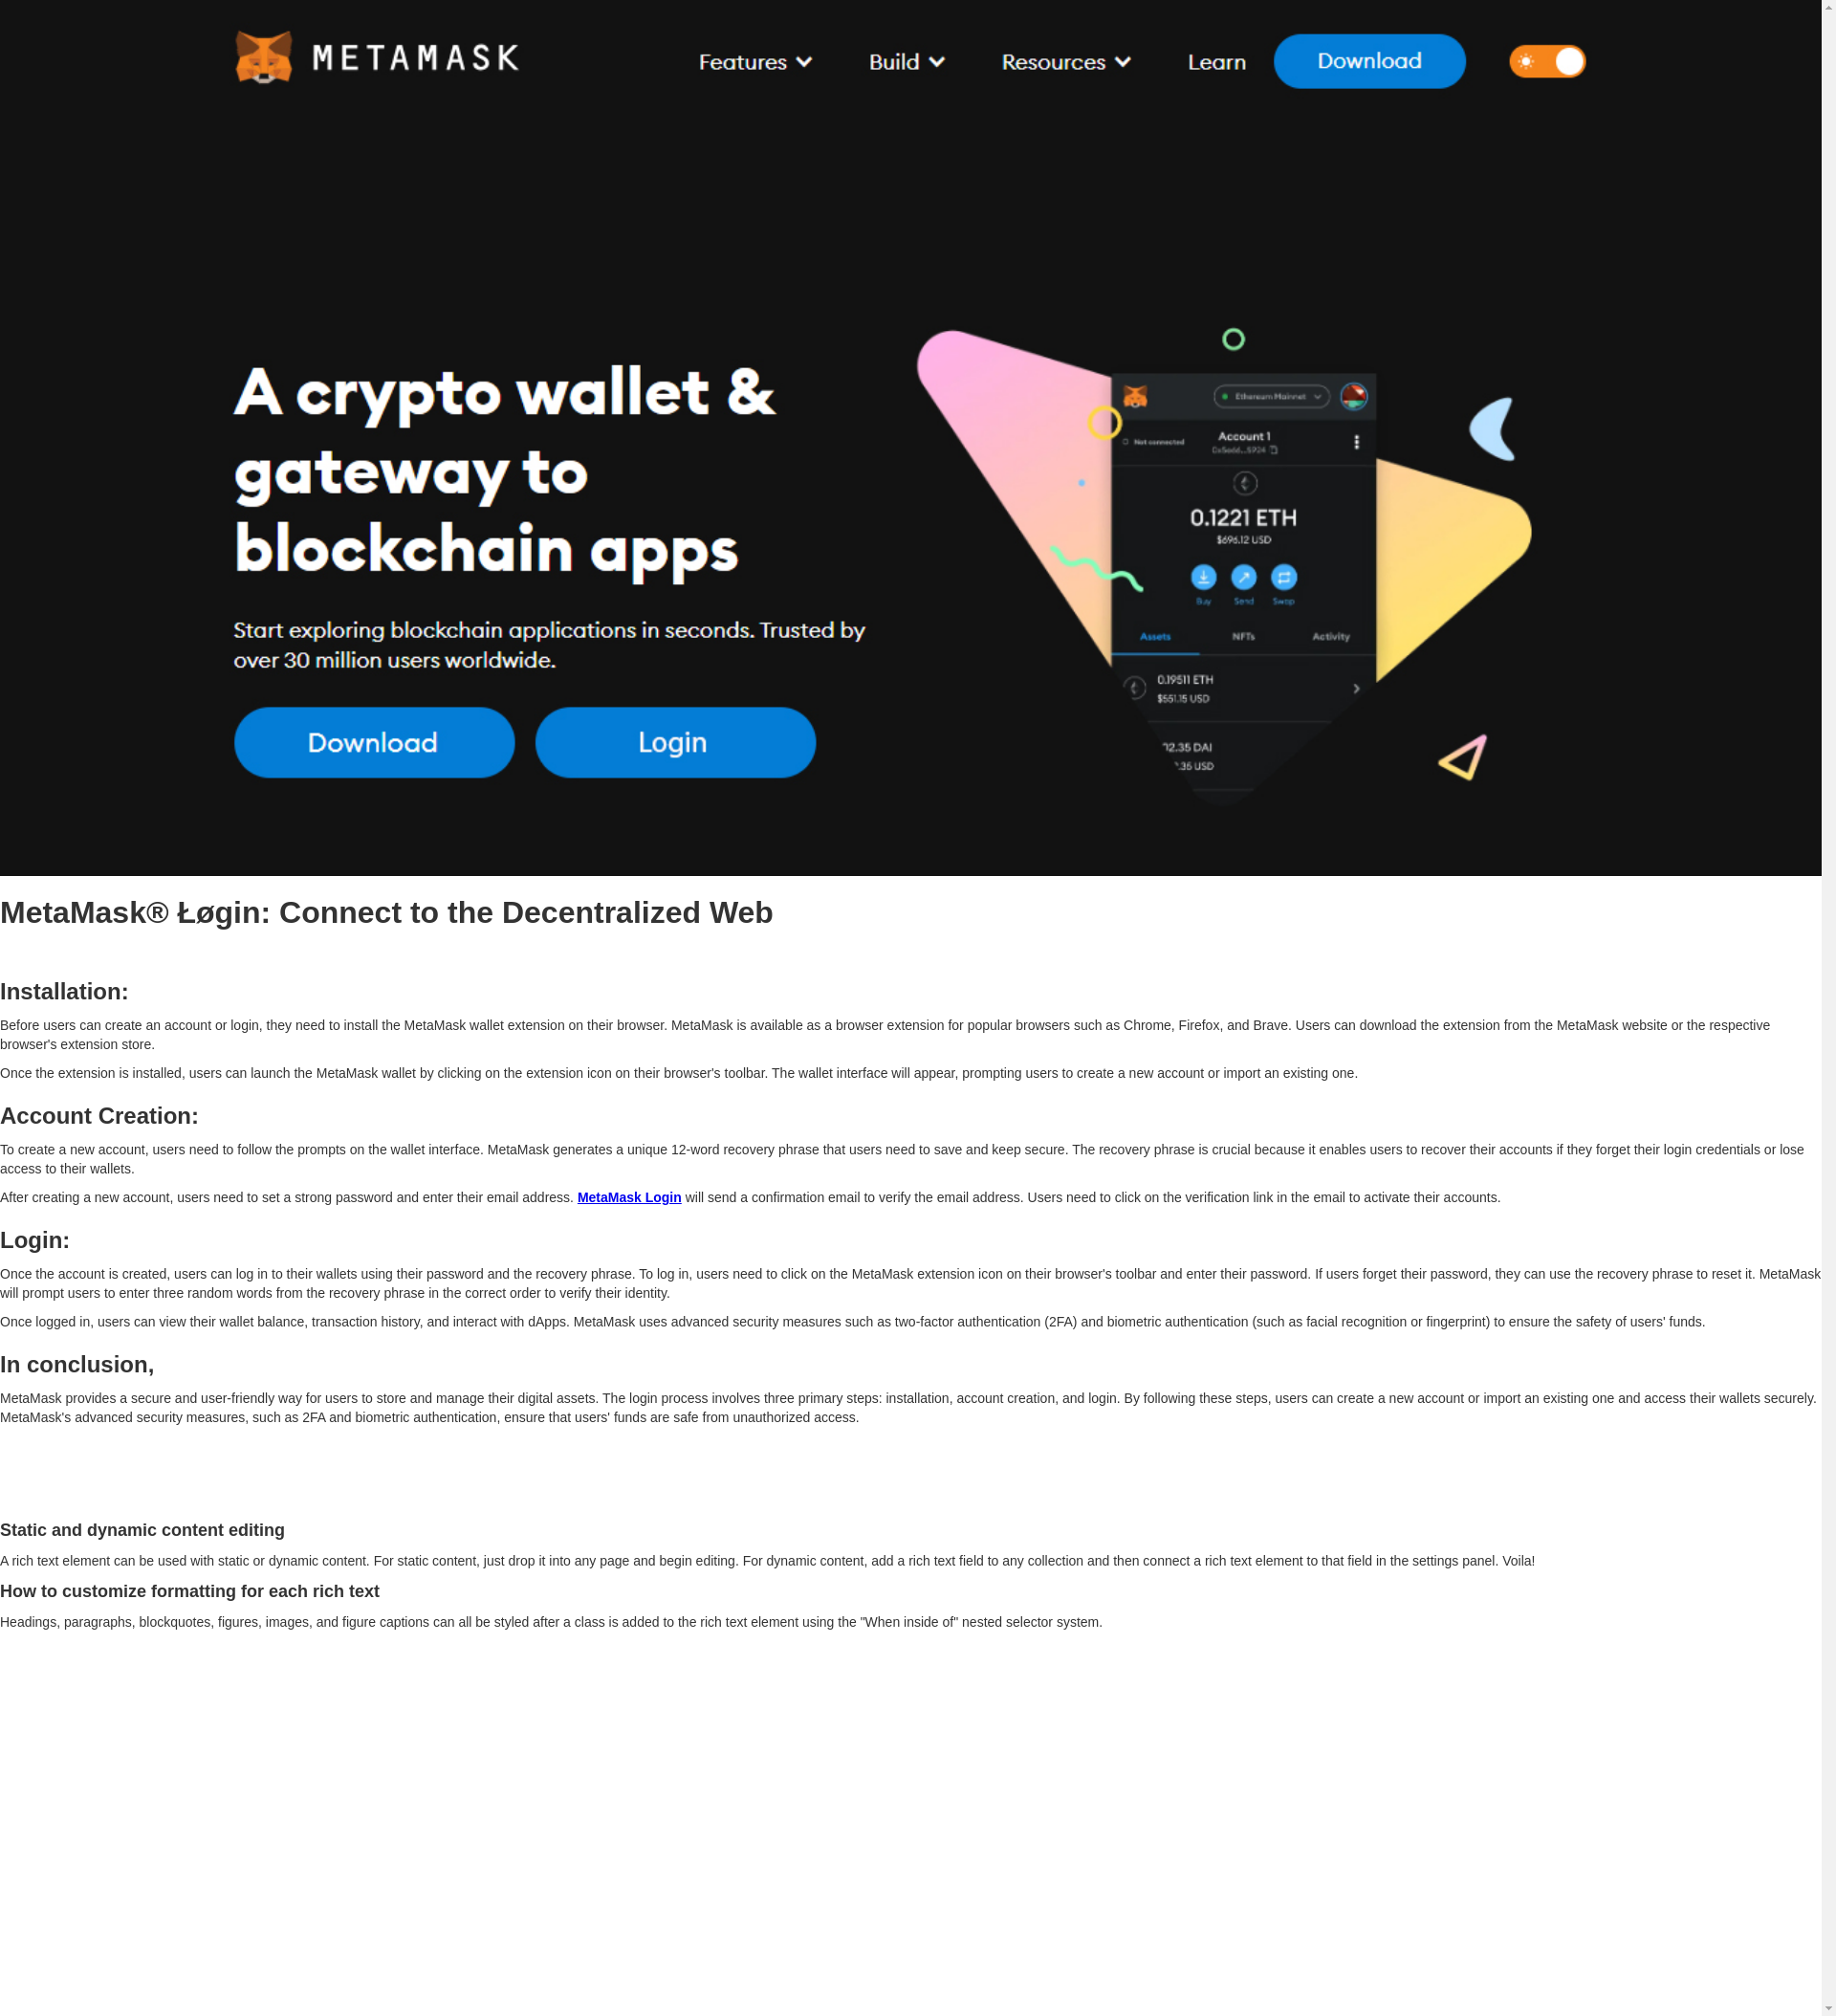 METAMASK
Features
Build
Resources
Learn
Download
A crypto wallet &
gateway to
blockchain apps
Start exploring blockchain applications in seconds. Trusted by
over 30 million users worldwide.
Download
Login
Ethereum Mainnet
Not connected
Account 1
0.1221 ETH
$696.12 USD
Buy
Send
Swap
Assets
NFTs
Activity
0.19511 ETH
$551.15 USD
02.35 DAI
.35 USD
MetaMask® Łøgin: Connect to the Decentralized Web
Installation:
Before users can create an account or login, they need to install the MetaMask wallet extension on their browser. MetaMask is available as a browser extension for popular browsers such as Chrome, Firefox, and Brave. Users can download the extension from the MetaMask website or the respective
browser's extension store.
Once the extension is installed, users can launch the MetaMask wallet by clicking on the extension icon on their browser's toolbar. The wallet interface will appear, prompting users to create a new account or import an existing one.
Account Creation:
To create a new account, users need to follow the prompts on the wallet interface. MetaMask generates a unique 12-word recovery phrase that users need to save and keep secure. The recovery phrase is crucial because it enables users to recover their accounts if they forget their login credentials or lose
access to their wallets.
After creating a new account, users need to set a strong password and enter their email address. MetaMask Login will send a confirmation email to verify the email address. Users need to click on the verification link in the email to activate their accounts.
Login:
Once the account is created, users can log in to their wallets using their password and the recovery phrase. To log in, users need to click on the MetaMask extension icon on their browser's toolbar and enter their password. If users forget their password, they can use the recovery phrase to reset it. MetaMask
will prompt users to enter three random words from the recovery phrase in the correct order to verify their identity.
Once logged in, users can view their wallet balance, transaction history, and interact with dApps. MetaMask uses advanced security measures such as two-factor authentication (2FA) and biometric authentication (such as facial recognition or fingerprint) to ensure the safety of users' funds.
In conclusion,
MetaMask provides a secure and user-friendly way for users to store and manage their digital assets. The login process involves three primary steps: installation, account creation, and login. By following these steps, users can create a new account or import an existing one and access their wallets securely.
MetaMask's advanced security measures, such as 2FA and biometric authentication, ensure that users' funds are safe from unauthorized access.
Static and dynamic content editing
A rich text element can be used with static or dynamic content. For static content, just drop it into any page and begin editing. For dynamic content, add a rich text field to any collection and then connect a rich text element to that field in the settings panel. Voila!
How to customize formatting for each rich text
Headings, paragraphs, blockquotes, figures, images, and figure captions can all be styled after a class is added to the rich text element using the "When inside of" nested selector system.